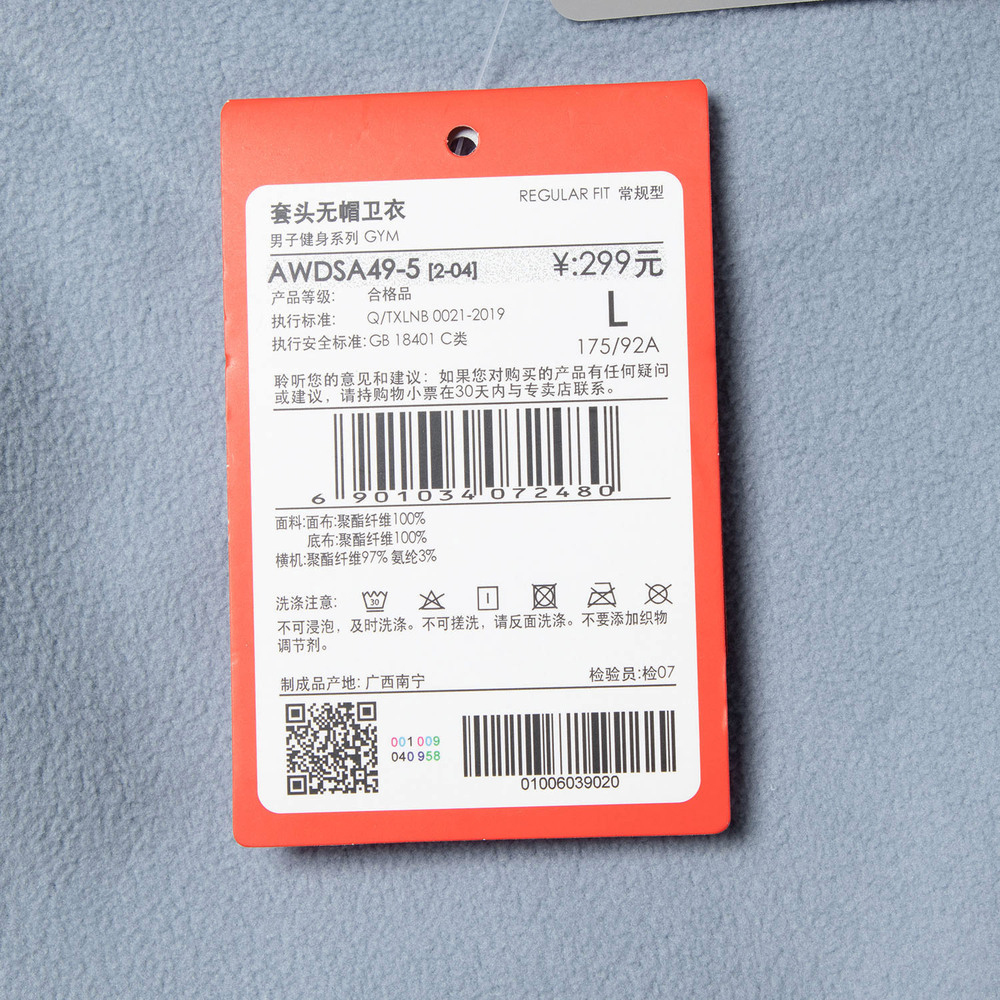 REGULAR FIT 常规型
套头无帽卫衣
男子健身系列 GYM
AWDSA49-5 [2-04] ¥:299元
产品等级: 合格品
执行标准: Q/TXLNB 0021-2019
L
执行安全标准:GB 18401 C类
175/92A
聆听您的意见和建议：如果您对购买的产品有任何疑问
或建议，请持购物小票在30天内与专卖店联系。
6 901034 072480
面料:面布:聚酯纤维100%
底布:聚酯纤维100%
横机:聚酯纤维97% 氨纶3%
洗涤注意: 30
不可浸泡，及时洗涤。不可搓洗，请反面洗涤。不要添加织物
调节剂。
制成品产地: 广西南宁 检验员:检07
001 009
040 958
01006039020